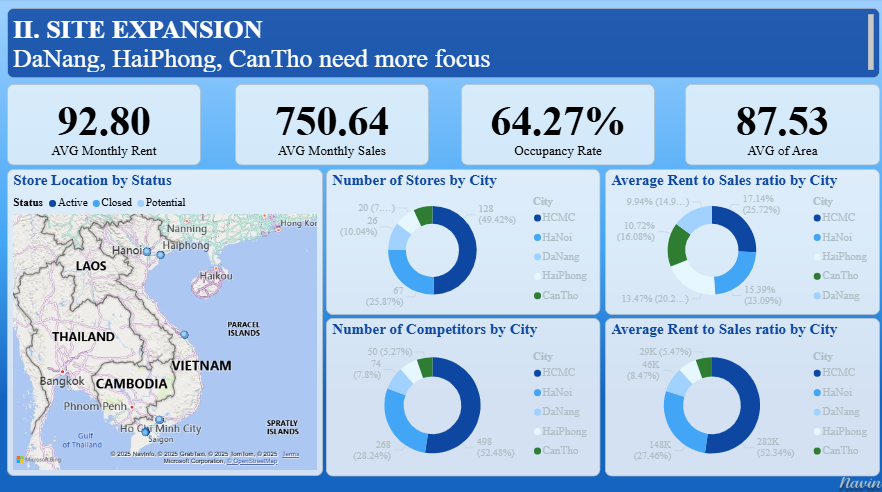 II. SITE EXPANSION
DaNang, HaiPhong, CanTho need more focus
92.80
AVG Monthly Rent
750.64
AVG Monthly Sales
64.27%
Occupancy Rate
87.53
AVG of Area
Store Location by Status
Status Active Closed Potential
Nanning
Hong Kor
Hanoi
Haiphong
LAOS
Haikou
THAILAND
PARACEL
ISLANDS
VIETNAM
Bangkok
CAMBODIA
Phnom Penh
Ho Chi Minh City
Saigon
Gulf
of Thailand
SPRATLY
ISLANDS
Microsoft Bing
© 2025 NavInfo, © 2025 GrabTaxi, © 2025 TomTom, © 2025
Microsoft Corporation, © OpenStreetMap
Terms
Number of Stores by City
20 (7....)
26
(10.04%)
67
(25.87%)
128
(49.42%)
City
HCMC
HaNoi
DaNang
HaiPhong
CanTho
Average Rent to Sales ratio by City
9.94% (14.9...)
10.72%
(16.08%)
13.47% (20.2...)
17.14%
(25.72%)
15.39%
(23.09%)
City
HCMC
HaNoi
HaiPhong
CanTho
DaNang
Number of Competitors by City
50 (5.27%)
74
(7.8%)
268
(28.24%)
498
(52.48%)
City
HCMC
HaNoi
DaNang
HaiPhong
CanTho
Average Rent to Sales ratio by City
29K (5.47%)
46K
(8.47%)
148K
(27.46%)
282K
(52.34%)
City
HCMC
HaNoi
DaNang
HaiPhong
CanTho
Navin